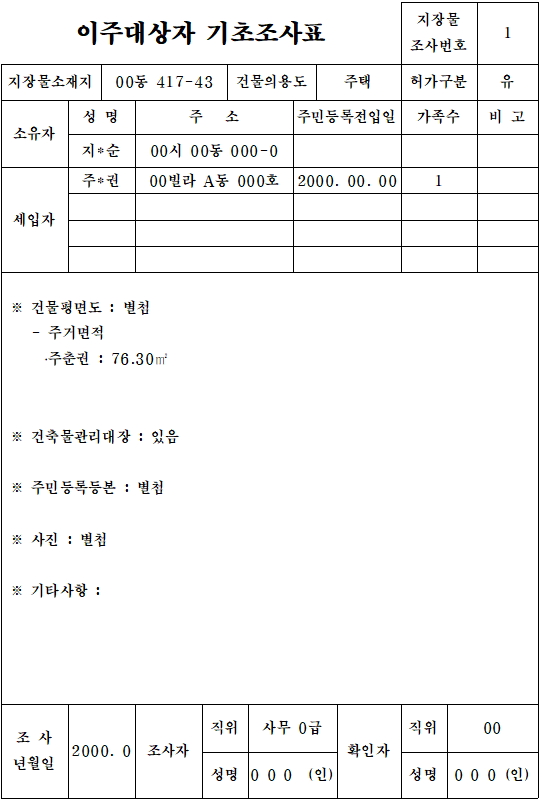 이주대상자 기초조사표
지장물
조사번호
1
지장물소재지 00동 417-43 건물의용도 주택 허가구분 유
소유자
성 명 주 소 주민등록전입일 가족수 비 고
지*순 00시 00동 000-0
세입자
주*권 00빌라 A동 000호 2000. 00. 00 1
※ 건물평면도 : 별첨
- 주거면적
·주춘권 : 76.30㎡
※ 건축물관리대장 : 있음
※ 주민등록등본 : 별첨
※ 사진 : 별첨
※ 기타사항 :
조 사
년월일
2000. 0
조사자
직위 사무 0급
성명 0 0 0 (인)
확인자
직위 00
성명 0 0 0 (인)